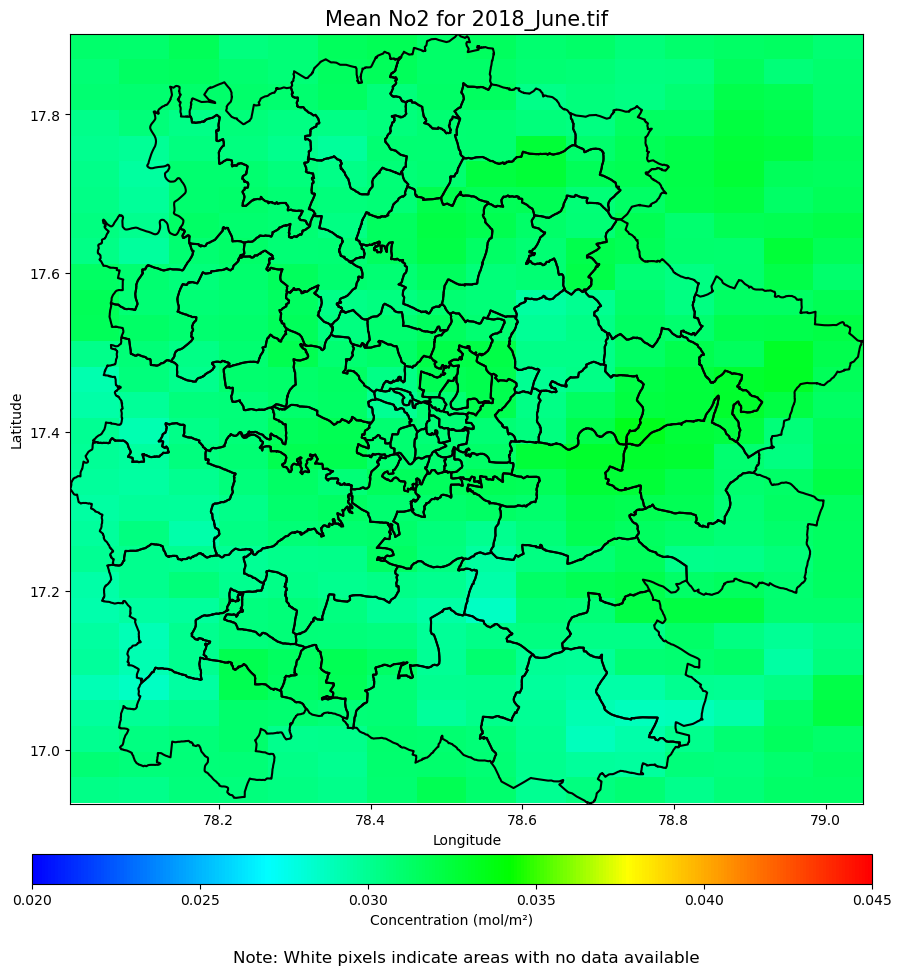 Mean No2 for 2018_June.tif
Latitude
17.8
17.6
17.4
17.2
17.0
78.2 78.4 78.6 78.8 79.0
Longitude
0.020 0.025 0.030 0.035 0.040 0.045
Concentration (mol/m²)
Note: White pixels indicate areas with no data available